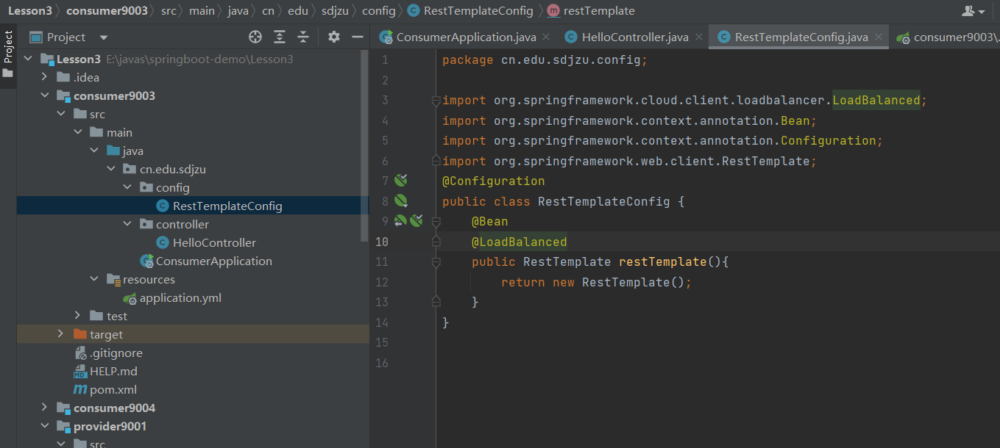 Lesson3 consumer9003 src main java cn edu sdjzu config RestTemplateConfig restTemplate
Project
Project
ConsumerApplication.java HelloController.java RestTemplateConfig.java consumer9003\.
Lesson3 E:\javas\springboot-demo\Lesson3
.idea
consumer9003
src
main
java
cn.edu.sdjzu
config
RestTemplateConfig
controller
HelloController
ConsumerApplication
resources
application.yml
test
target
.gitignore
HELP.md
pom.xml
consumer9004
provider9001
src
1 package cn.edu.sdjzu.config;
2
3 import org.springframework.cloud.client.loadbalancer.LoadBalanced;
4 import org.springframework.context.annotation.Bean;
5 import org.springframework.context.annotation.Configuration;
6 import org.springframework.web.client.RestTemplate;
7 @Configuration
8 public class RestTemplateConfig {
9 @Bean
10 @LoadBalanced
11 public RestTemplate restTemplate(){
12 return new RestTemplate();
13 }
14 }
15
16